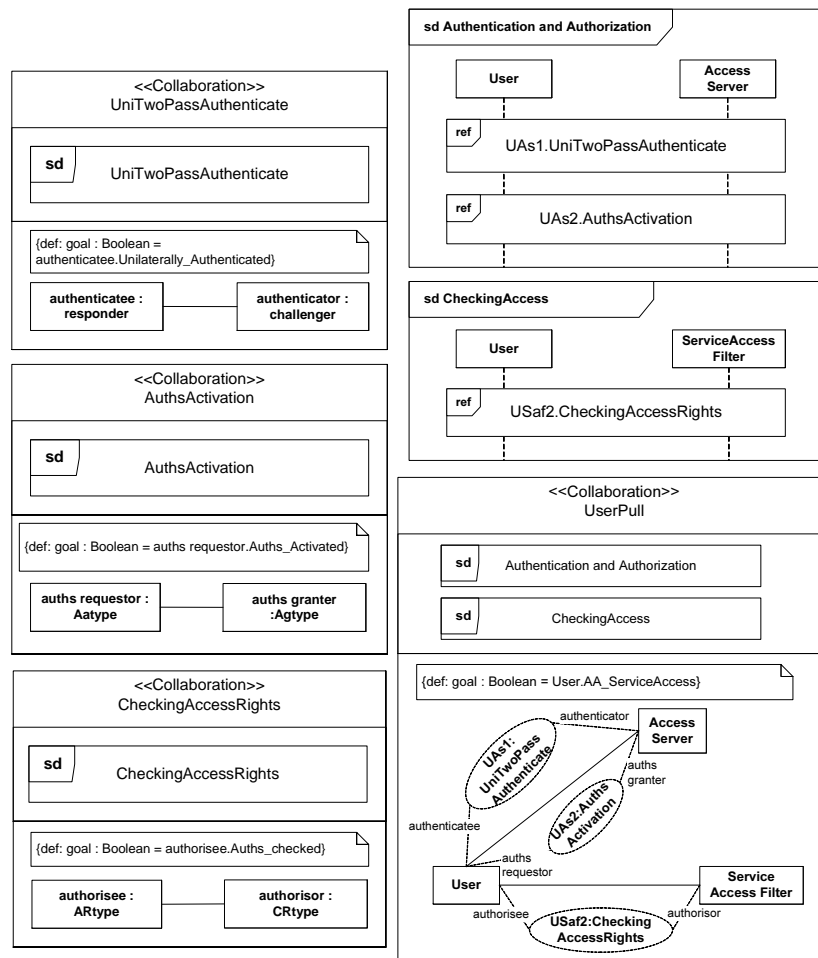 <<Collaboration>>
UniTwoPassAuthenticate
sd
UniTwoPassAuthenticate
{def: goal : Boolean =
authenticatee.Unilaterally_Authenticated}
authenticatee :
responder
authenticator :
challenger
<<Collaboration>>
AuthsActivation
sd
AuthsActivation
{def: goal : Boolean = auths requestor.Auths_Activated}
auths requestor :
Aatype
auths granter
:Agtype
<<Collaboration>>
CheckingAccessRights
sd
CheckingAccessRights
{def: goal : Boolean = authorisee.Auths_checked}
authorisee :
ARtype
authorisor :
CRtype
sd Authentication and Authorization
User
Access
Server
ref
UAs1.UniTwoPassAuthenticate
ref
UAs2.AuthsActivation
sd CheckingAccess
User
ServiceAccess
Filter
ref
USaf2.CheckingAccessRights
<<Collaboration>>
UserPull
sd
Authentication and Authorization
sd
CheckingAccess
{def: goal : Boolean = User.AA_ServiceAccess}
authenticator
Access
Server
UAs1:
UniTwoPass
Authenticate
auths
granter
UAs2:Auths
Activation
authenticatee
auths
requestor
User
Service
Access Filter
authorisee
authorisor
USaf2:Checking
AccessRights